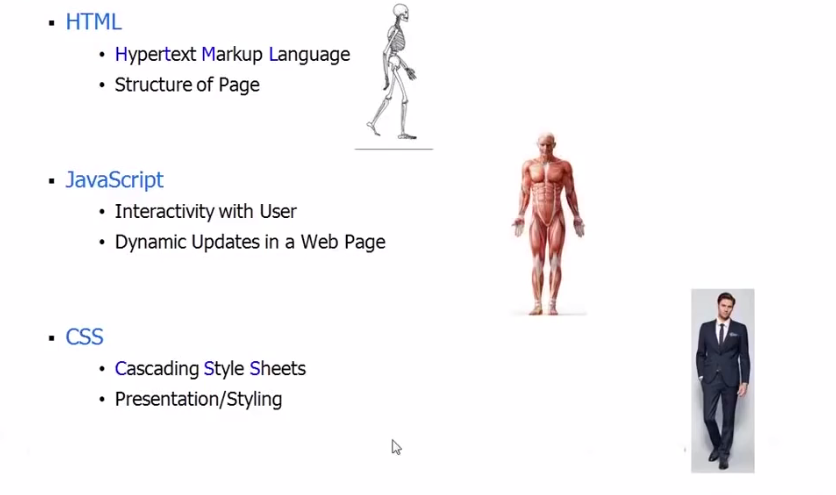 HTML
Hypertext Markup Language
Structure of Page
JavaScript
Interactivity with User
Dynamic Updates in a Web Page
CSS
Cascading Style Sheets
Presentation/Styling